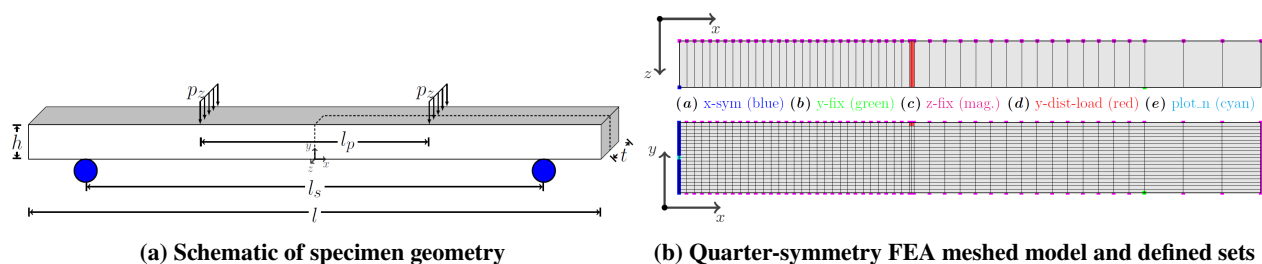 p_z
p_z
h
l_p
y
x
z
t
l_s
l
(a) Schematic of specimen geometry
x
z
(a) x-sym (blue) (b) y-fix (green) (c) z-fix (mag.) (d) y-dist-load (red) (e) plot_n (cyan)
y
x
(b) Quarter-symmetry FEA meshed model and defined sets